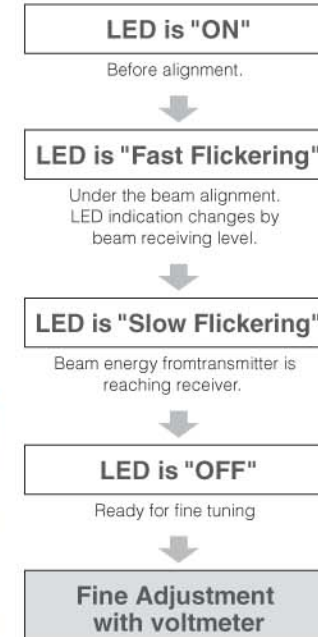 LED is "ON"
Before alignment.
LED is "Fast Flickering"
Under the beam alignment.
LED indication changes by
beam receiving level.
LED is "Slow Flickering"
Beam energy fromtransmitter is
reaching receiver.
LED is "OFF"
Ready for fine tuning
Fine Adjustment
with voltmeter